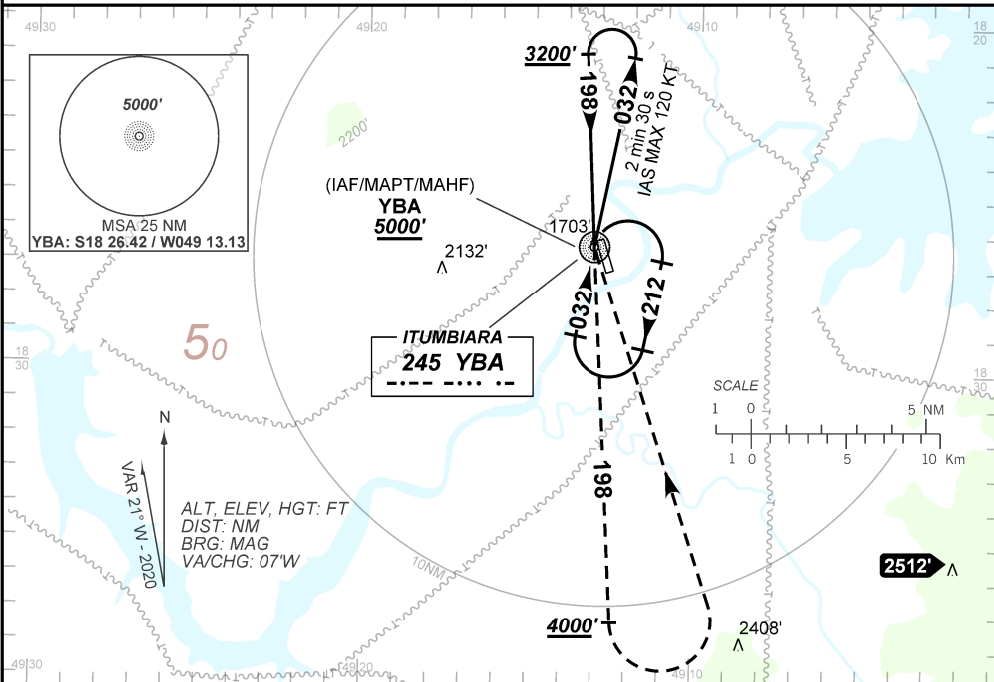 49 30
49 20
49 10
18
20
5000'
MSA 25 NM
YBA: S18 26.42 / W049 13.13
3200'
198
032
2 min 30 s
IAS MAX 120 KT
2200'
(IAF/MAPT/MAHF)
YBA
5000'
1703'
2132'
032
212
ITUMBIARA
245 YBA
50
18
30
18
30
SCALE
1 0 5 NM
1 0 5 10 Km
N
VAR 21° W - 2020
ALT, ELEV, HGT: FT
DIST: NM
BRG: MAG
VA/CHG: 07'W
198
10NM
2512'
4000'
2408'
49 30
49 20
49 10